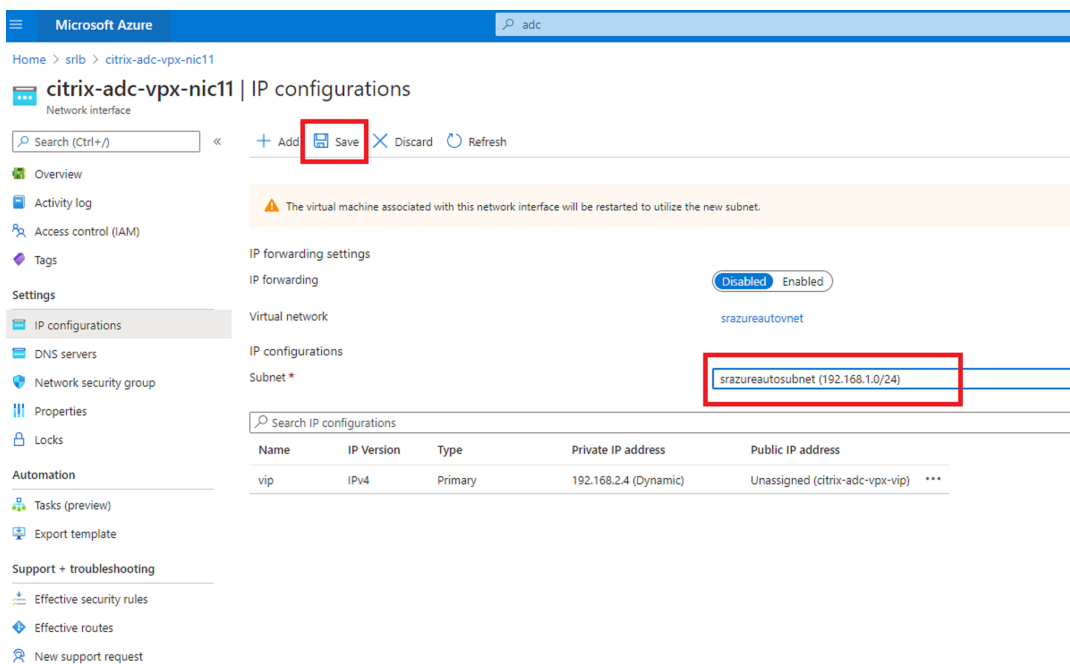 Microsoft Azure
adc
Home > srlb > citrix-adc-vpx-nic11
citrix-adc-vpx-nic11 | IP configurations
Network interface
Search (Ctrl+/)
«
Add
Save
Discard
Refresh
Overview
Activity log
Access control (IAM)
Tags
Settings
IP configurations
DNS servers
Network security group
Properties
Locks
Automation
Tasks (preview)
Export template
Support + troubleshooting
Effective security rules
Effective routes
New support request
The virtual machine associated with this network interface will be restarted to utilize the new subnet.
IP forwarding settings
IP forwarding Disabled Enabled
Virtual network srazureautovnet
IP configurations
Subnet * srazureautosubnet (192.168.1.0/24)
Search IP configurations
Name IP Version Type Private IP address Public IP address
vip IPv4 Primary 192.168.2.4 (Dynamic) Unassigned (citrix-adc-vpx-vip) ...